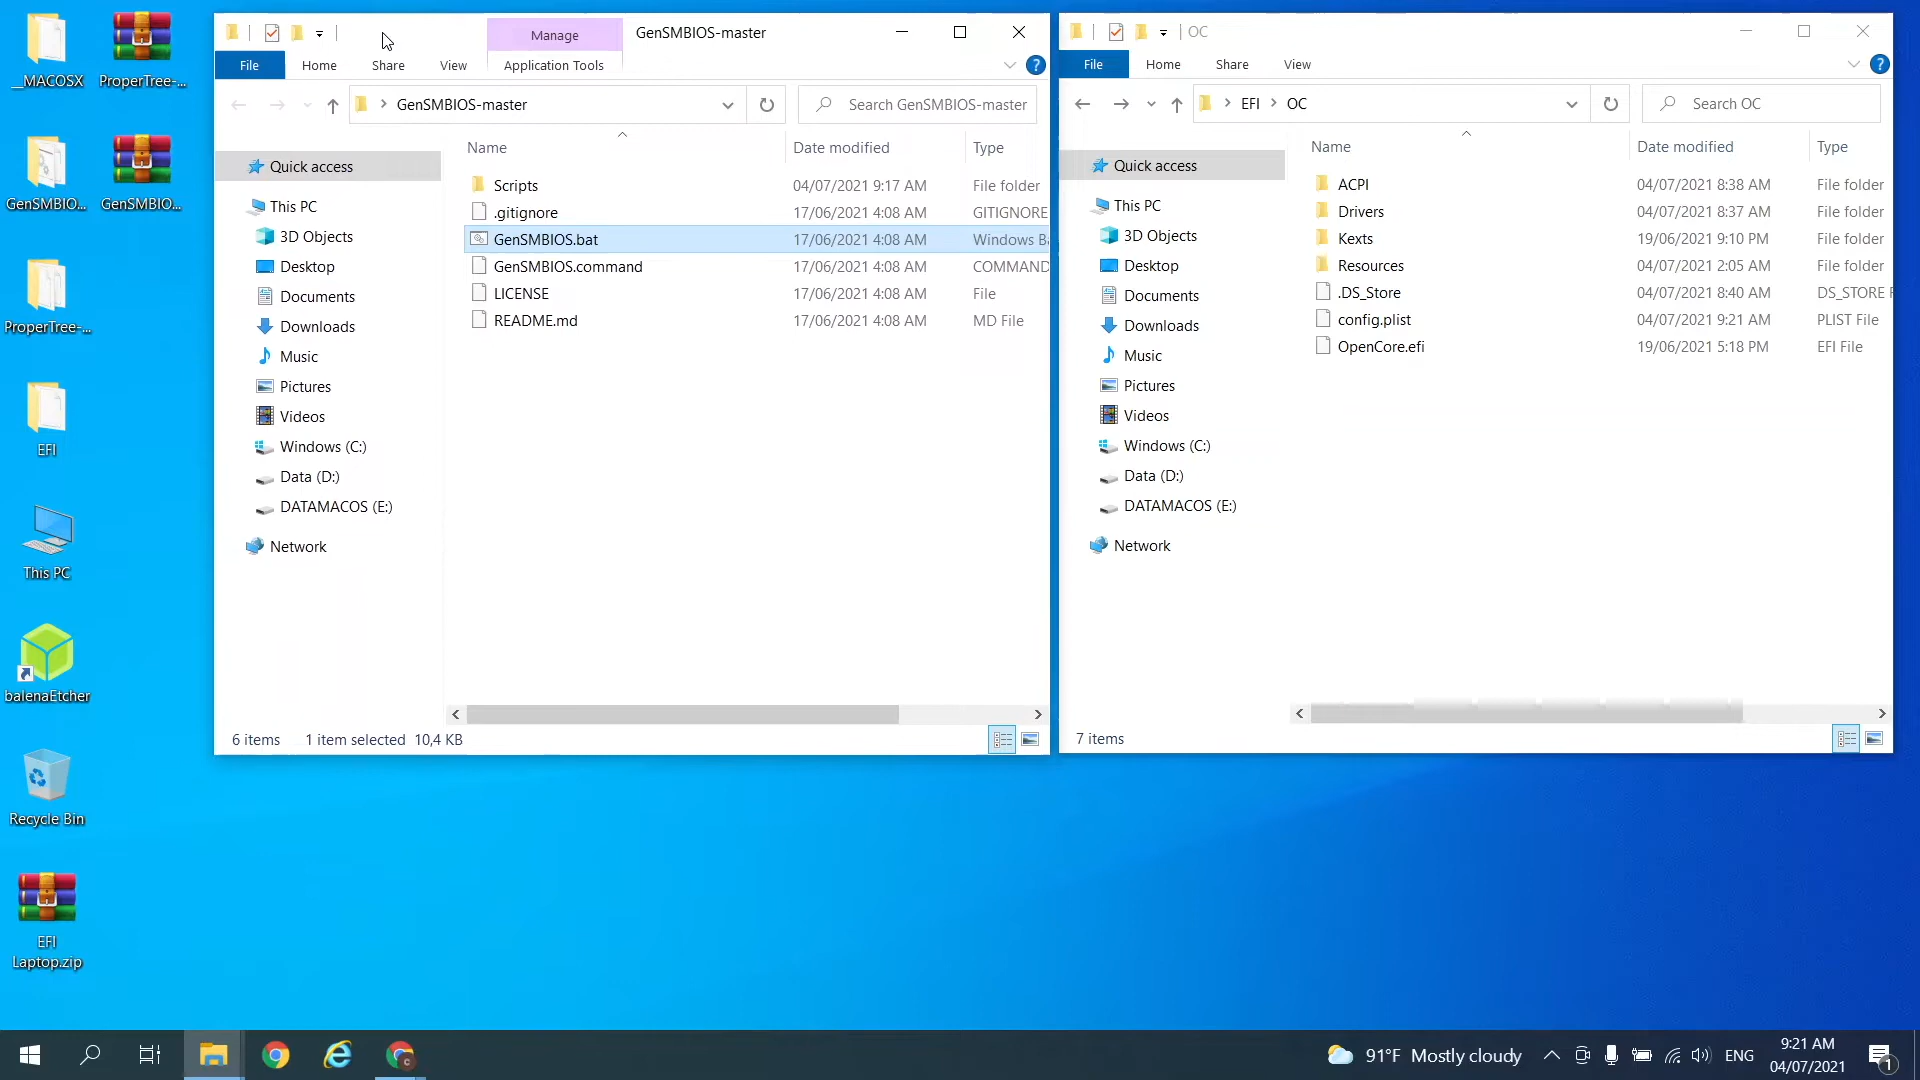 __MACOSX
ProperTree-...
GenSMBIO...
GenSMBIO...
ProperTree-...
EFI
This PC
balenaEtcher
Recycle Bin
EFI
Laptop.zip
Manage
GenSMBIOS-master
File
Home
Share
View
Application Tools
GenSMBIOS-master
Search GenSMBIOS-master
Name
Date modified
Type
Quick access
This PC
3D Objects
Desktop
Documents
Downloads
Music
Pictures
Videos
Windows (C:)
Data (D:)
DATAMACOS (E:)
Network
Scripts
04/07/2021 9:17 AM
File folder
.gitignore
17/06/2021 4:08 AM
GITIGNORE
GenSMBIOS.bat
17/06/2021 4:08 AM
Windows Ba
GenSMBIOS.command
17/06/2021 4:08 AM
COMMAND
LICENSE
17/06/2021 4:08 AM
File
README.md
17/06/2021 4:08 AM
MD File
6 items
1 item selected 10,4 KB
OC
File
Home
Share
View
EFI
OC
Search OC
Name
Date modified
Type
Quick access
This PC
3D Objects
Desktop
Documents
Downloads
Music
Pictures
Videos
Windows (C:)
Data (D:)
DATAMACOS (E:)
Network
ACPI
04/07/2021 8:38 AM
File folder
Drivers
04/07/2021 8:37 AM
File folder
Kexts
19/06/2021 9:10 PM
File folder
Resources
04/07/2021 2:05 AM
File folder
.DS_Store
04/07/2021 8:40 AM
DS_STORE F
config.plist
04/07/2021 9:21 AM
PLIST File
OpenCore.efi
19/06/2021 5:18 PM
EFI File
7 items
91°F Mostly cloudy
ENG
9:21 AM
04/07/2021
1